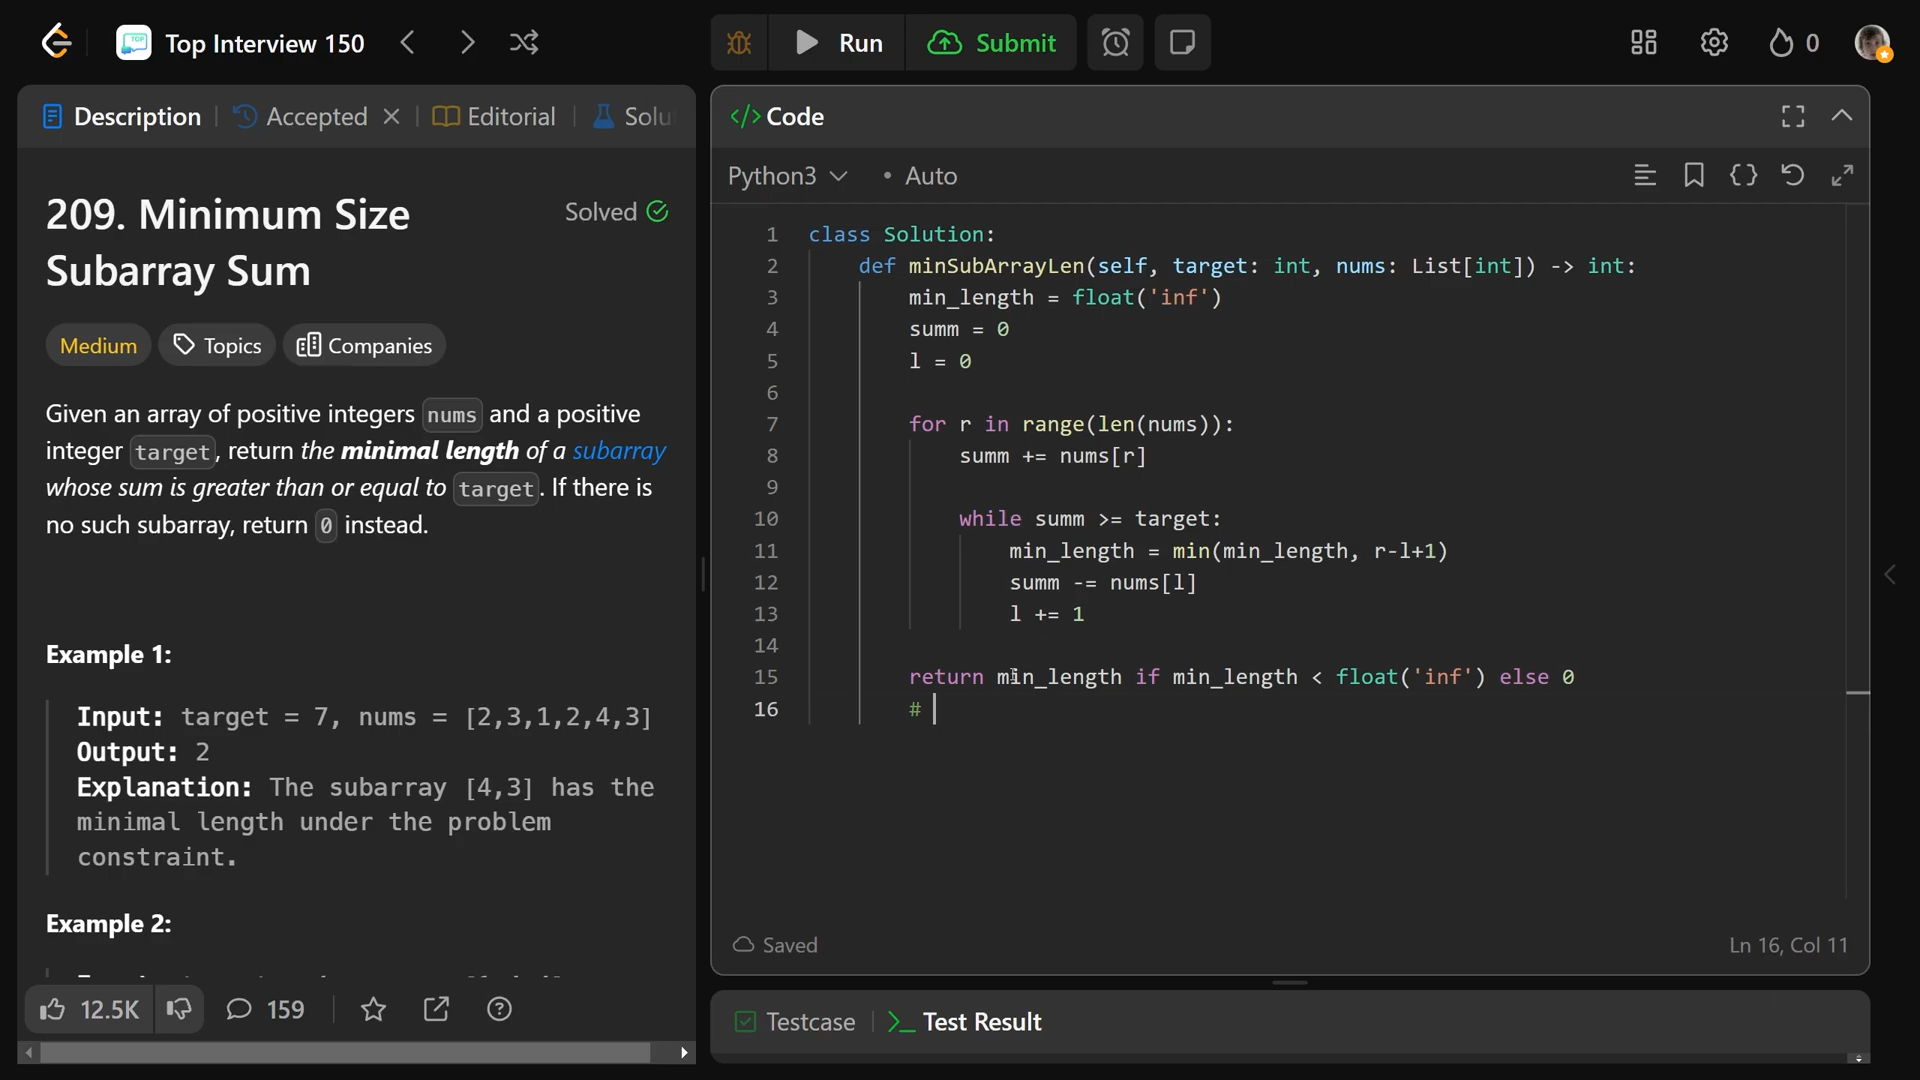 Top Interview 150
Run
Submit
0
Description
Accepted
Editorial
Solu
209. Minimum Size
Subarray Sum
Solved
Medium
Topics
Companies
Given an array of positive integers nums and a positive
integer target, return the minimal length of a subarray
whose sum is greater than or equal to target. If there is
no such subarray, return 0 instead.
Example 1:
Input: target = 7, nums = [2,3,1,2,4,3]
Output: 2
Explanation: The subarray [4,3] has the
minimal length under the problem
constraint.
Example 2:
12.5K
159
</> Code
Python3
• Auto
1 class Solution:
2 def minSubArrayLen(self, target: int, nums: List[int]) -> int:
3 min_length = float('inf')
4 summ = 0
5 l = 0
6
7 for r in range(len(nums)):
8 summ += nums[r]
9
10 while summ >= target:
11 min_length = min(min_length, r-l+1)
12 summ -= nums[l]
13 l += 1
14
15 return min_length if min_length < float('inf') else 0
16 #
Saved
Ln 16, Col 11
Testcase
>_ Test Result